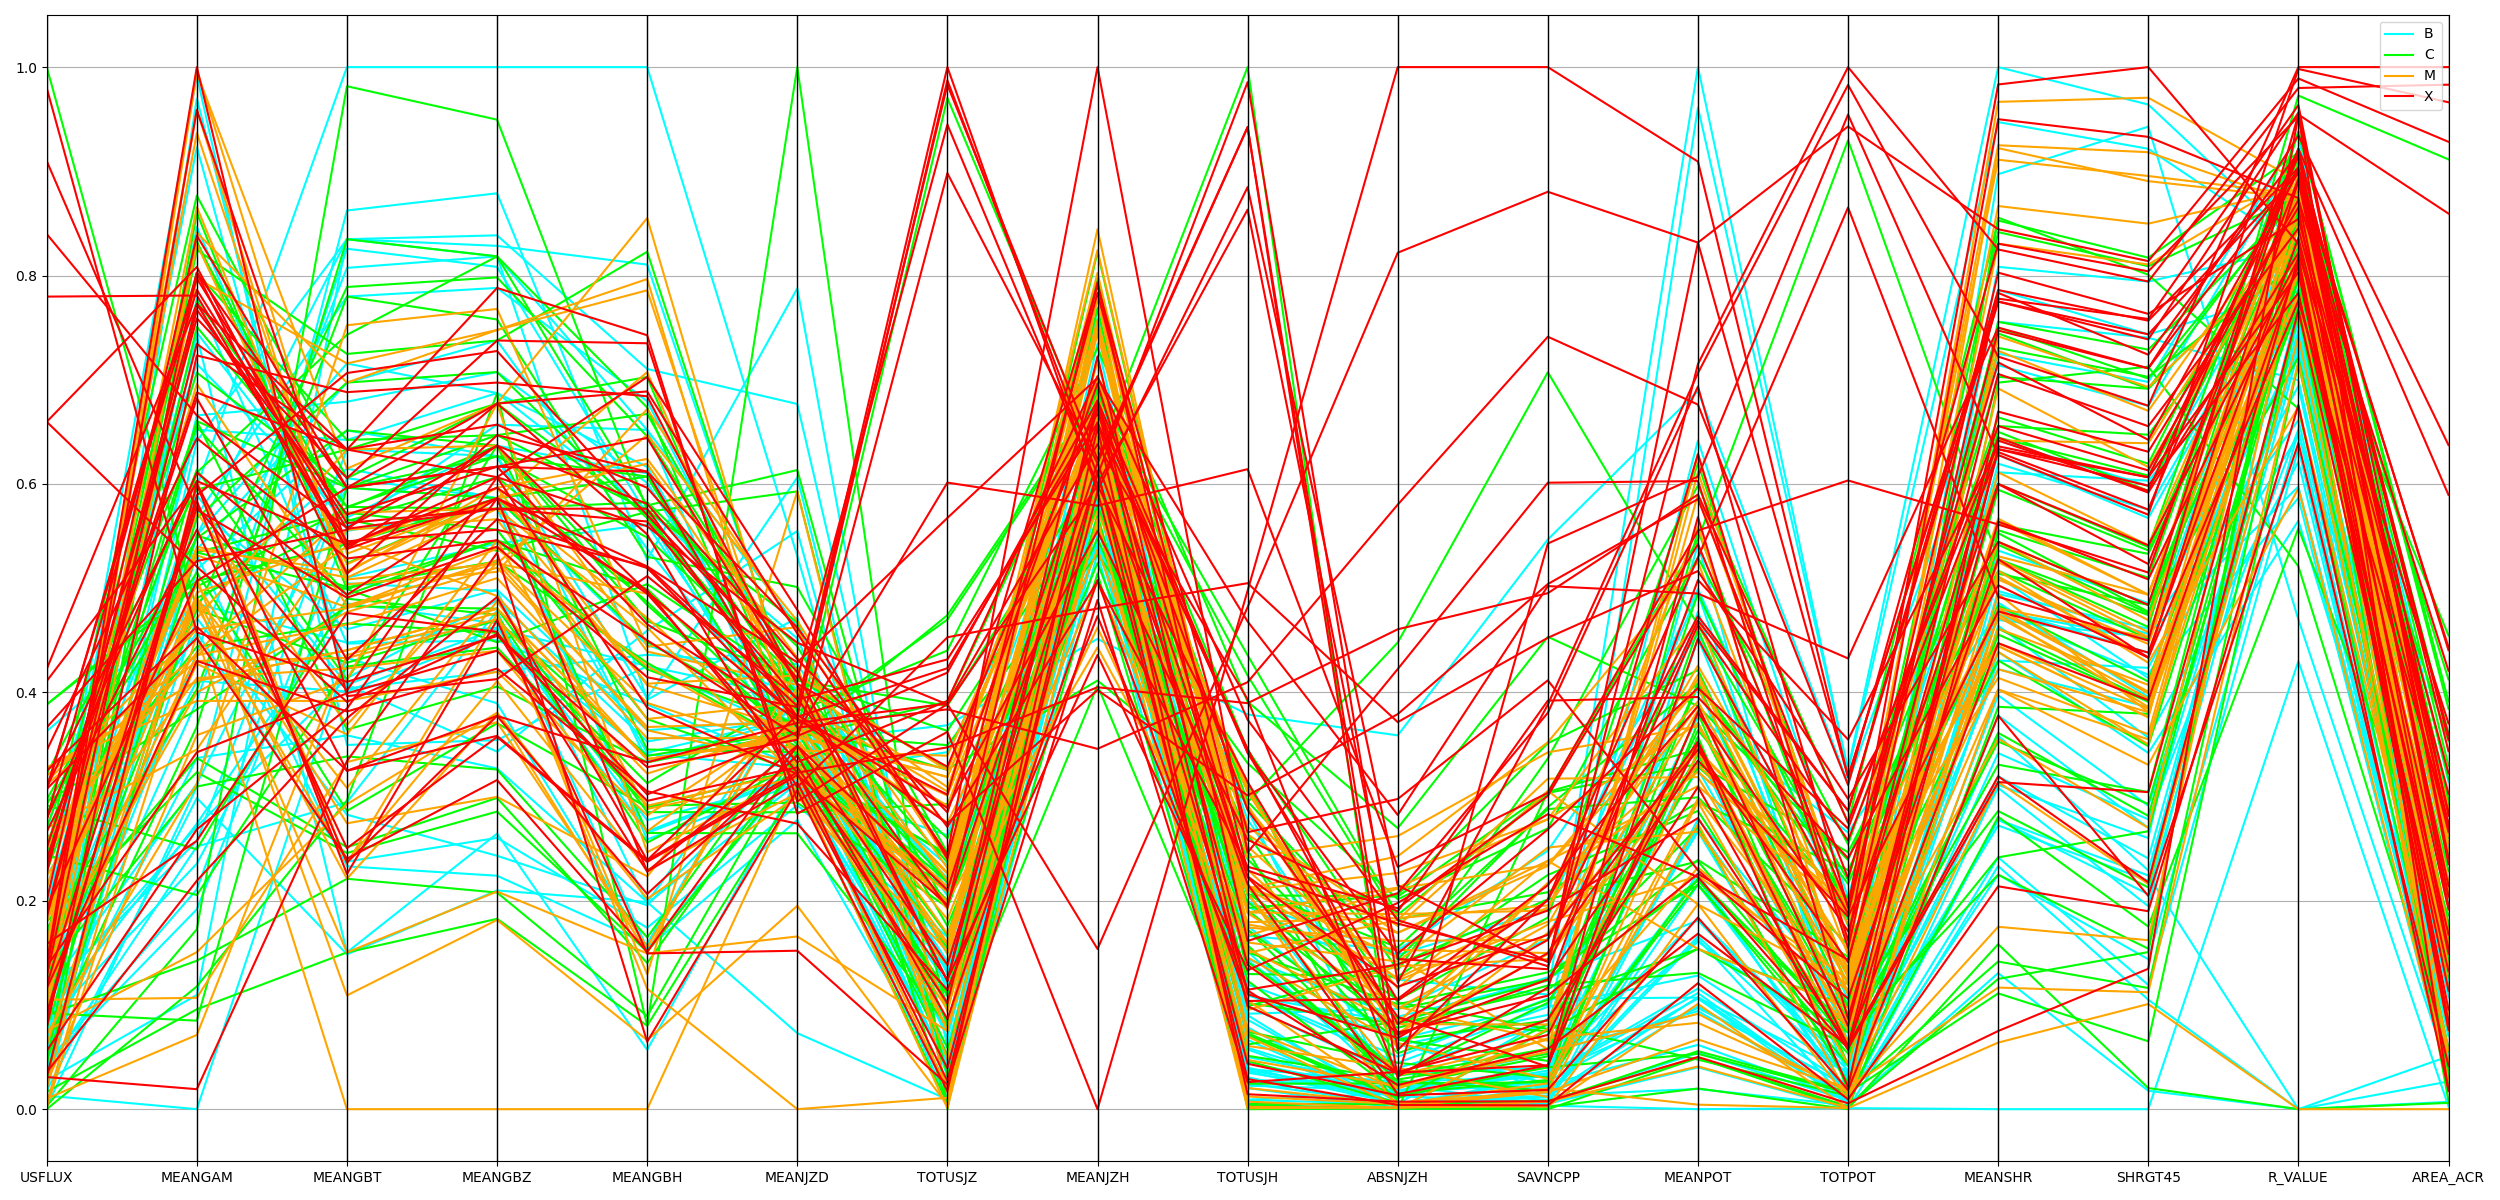 1.0
0.8
0.6
0.4
0.2
0.0
B
C
M
X
USFLUX MEANGAM MEANGBT MEANGBZ MEANGBH MEANJZD TOTUSJZ MEANJZH TOTUSJH ABSNJZH SAVNCPP MEANPOT TOTPOT MEANSHR SHRGT45 R_VALUE AREA_ACR